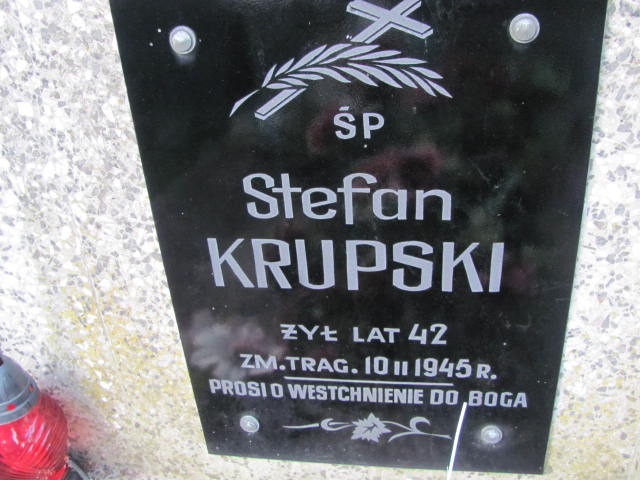 ŚP
Stefan
KRUPSKI
ŻYŁ LAT 42
ZM. TRAG. 10 II 1945 R.
PROSI O WESTCHNIENIE DO BOGA